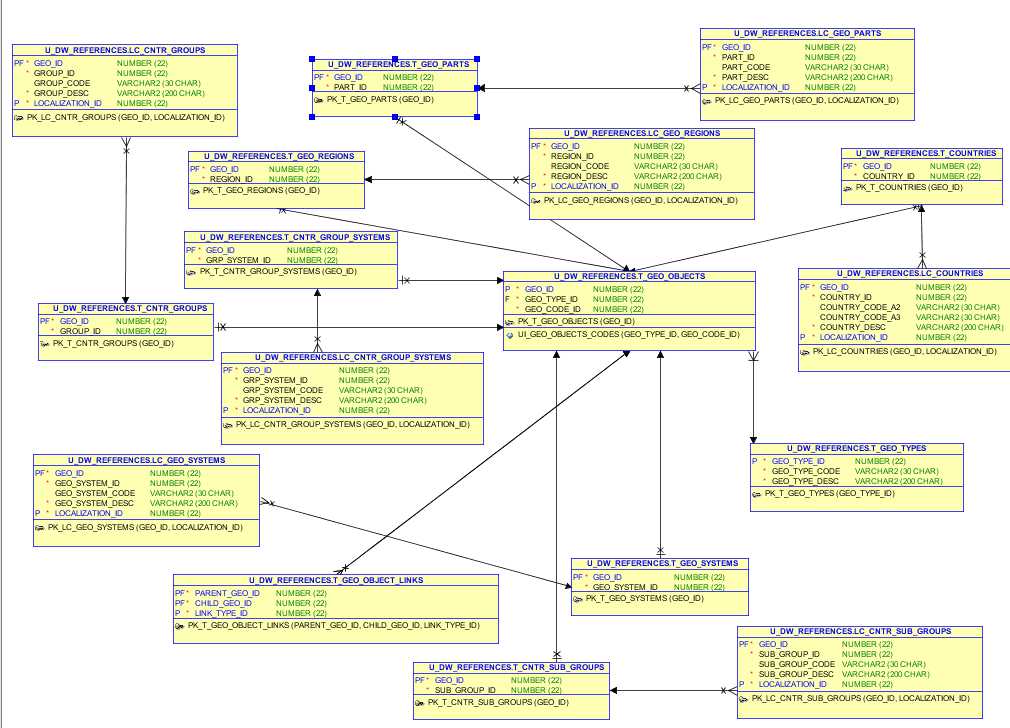 U_DW_REFERENCES.LC_CNTR_GROUPS
PF * GEO_ID NUMBER (22)
* GROUP_ID NUMBER (22)
GROUP_CODE VARCHAR2 (30 CHAR)
* GROUP_DESC VARCHAR2 (200 CHAR)
P * LOCALIZATION_ID NUMBER (22)
PK_LC_CNTR_GROUPS (GEO_ID, LOCALIZATION_ID)
U_DW_REFERENCES.T_GEO_PARTS
PF * GEO_ID NUMBER (22)
* PART_ID NUMBER (22)
PK_T_GEO_PARTS (GEO_ID)
U_DW_REFERENCES.LC_GEO_PARTS
PF * GEO_ID NUMBER (22)
* PART_ID NUMBER (22)
PART_CODE VARCHAR2 (30 CHAR)
* PART_DESC VARCHAR2 (200 CHAR)
P * LOCALIZATION_ID NUMBER (22)
PK_LC_GEO_PARTS (GEO_ID, LOCALIZATION_ID)
U_DW_REFERENCES.T_GEO_REGIONS
PF * GEO_ID NUMBER (22)
* REGION_ID NUMBER (22)
PK_T_GEO_REGIONS (GEO_ID)
U_DW_REFERENCES.LC_GEO_REGIONS
PF * GEO_ID NUMBER (22)
* REGION_ID NUMBER (22)
REGION_CODE VARCHAR2 (30 CHAR)
* REGION_DESC VARCHAR2 (200 CHAR)
P * LOCALIZATION_ID NUMBER (22)
PK_LC_GEO_REGIONS (GEO_ID, LOCALIZATION_ID)
U_DW_REFERENCES.T_COUNTRIES
PF * GEO_ID NUMBER (22)
* COUNTRY_ID NUMBER (22)
PK_T_COUNTRIES (GEO_ID)
U_DW_REFERENCES.T_CNTR_GROUP_SYSTEMS
PF * GEO_ID NUMBER (22)
* GRP_SYSTEM_ID NUMBER (22)
PK_T_CNTR_GROUP_SYSTEMS (GEO_ID)
U_DW_REFERENCES.T_GEO_OBJECTS
P * GEO_ID NUMBER (22)
F * GEO_TYPE_ID NUMBER (22)
* GEO_CODE_ID NUMBER (22)
PK_T_GEO_OBJECTS (GEO_ID)
UI_GEO_OBJECTS_CODES (GEO_TYPE_ID, GEO_CODE_ID)
U_DW_REFERENCES.LC_COUNTRIES
PF * GEO_ID NUMBER (22)
* COUNTRY_ID NUMBER (22)
COUNTRY_CODE_A2 VARCHAR2 (30 CHAR)
COUNTRY_CODE_A3 VARCHAR2 (30 CHAR)
* COUNTRY_DESC VARCHAR2 (200 CHAR)
P * LOCALIZATION_ID NUMBER (22)
PK_LC_COUNTRIES (GEO_ID, LOCALIZATION_ID)
U_DW_REFERENCES.T_CNTR_GROUPS
PF * GEO_ID NUMBER (22)
* GROUP_ID NUMBER (22)
PK_T_CNTR_GROUPS (GEO_ID)
U_DW_REFERENCES.LC_CNTR_GROUP_SYSTEMS
PF * GEO_ID NUMBER (22)
* GRP_SYSTEM_ID NUMBER (22)
GRP_SYSTEM_CODE VARCHAR2 (30 CHAR)
* GRP_SYSTEM_DESC VARCHAR2 (200 CHAR)
P * LOCALIZATION_ID NUMBER (22)
PK_LC_CNTR_GROUP_SYSTEMS (GEO_ID, LOCALIZATION_ID)
U_DW_REFERENCES.T_GEO_TYPES
P * GEO_TYPE_ID NUMBER (22)
* GEO_TYPE_CODE VARCHAR2 (30 CHAR)
* GEO_TYPE_DESC VARCHAR2 (200 CHAR)
PK_T_GEO_TYPES (GEO_TYPE_ID)
U_DW_REFERENCES.LC_GEO_SYSTEMS
PF * GEO_ID NUMBER (22)
* GEO_SYSTEM_ID NUMBER (22)
GEO_SYSTEM_CODE VARCHAR2 (30 CHAR)
* GEO_SYSTEM_DESC VARCHAR2 (200 CHAR)
P * LOCALIZATION_ID NUMBER (22)
PK_LC_GEO_SYSTEMS (GEO_ID, LOCALIZATION_ID)
U_DW_REFERENCES.T_GEO_SYSTEMS
PF * GEO_ID NUMBER (22)
* GEO_SYSTEM_ID NUMBER (22)
PK_T_GEO_SYSTEMS (GEO_ID)
U_DW_REFERENCES.T_GEO_OBJECT_LINKS
PF * PARENT_GEO_ID NUMBER (22)
PF * CHILD_GEO_ID NUMBER (22)
P * LINK_TYPE_ID NUMBER (22)
PK_T_GEO_OBJECT_LINKS (PARENT_GEO_ID, CHILD_GEO_ID, LINK_TYPE_ID)
U_DW_REFERENCES.T_CNTR_SUB_GROUPS
PF * GEO_ID NUMBER (22)
* SUB_GROUP_ID NUMBER (22)
PK_T_CNTR_SUB_GROUPS (GEO_ID)
U_DW_REFERENCES.LC_CNTR_SUB_GROUPS
PF * GEO_ID NUMBER (22)
* SUB_GROUP_ID NUMBER (22)
SUB_GROUP_CODE VARCHAR2 (30 CHAR)
* SUB_GROUP_DESC VARCHAR2 (200 CHAR)
P * LOCALIZATION_ID NUMBER (22)
PK_LC_CNTR_SUB_GROUPS (GEO_ID, LOCALIZATION_ID)